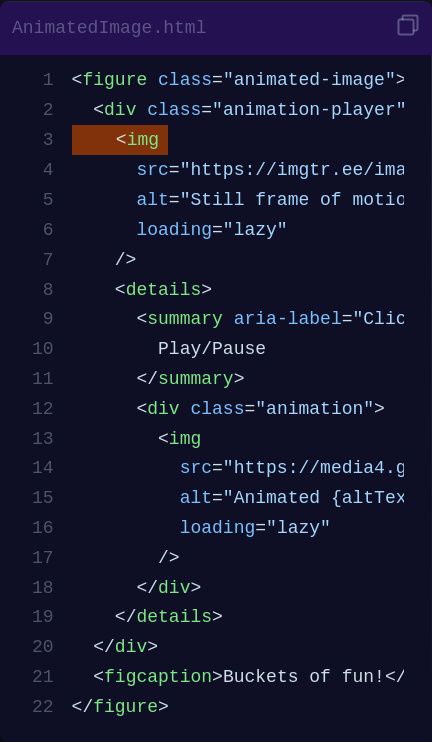 AnimatedImage.html
1 <figure class="animated-image">
2 <div class="animation-player"
3 <img
4 src="https://imgtr.ee/ima
5 alt="Still frame of motio
6 loading="lazy"
7 />
8 <details>
9 <summary aria-label="Clic
10 Play/Pause
11 </summary>
12 <div class="animation">
13 <img
14 src="https://media4.g
15 alt="Animated {altTex
16 loading="lazy"
17 />
18 </div>
19 </details>
20 </div>
21 <figcaption>Buckets of fun!</
22 </figure>